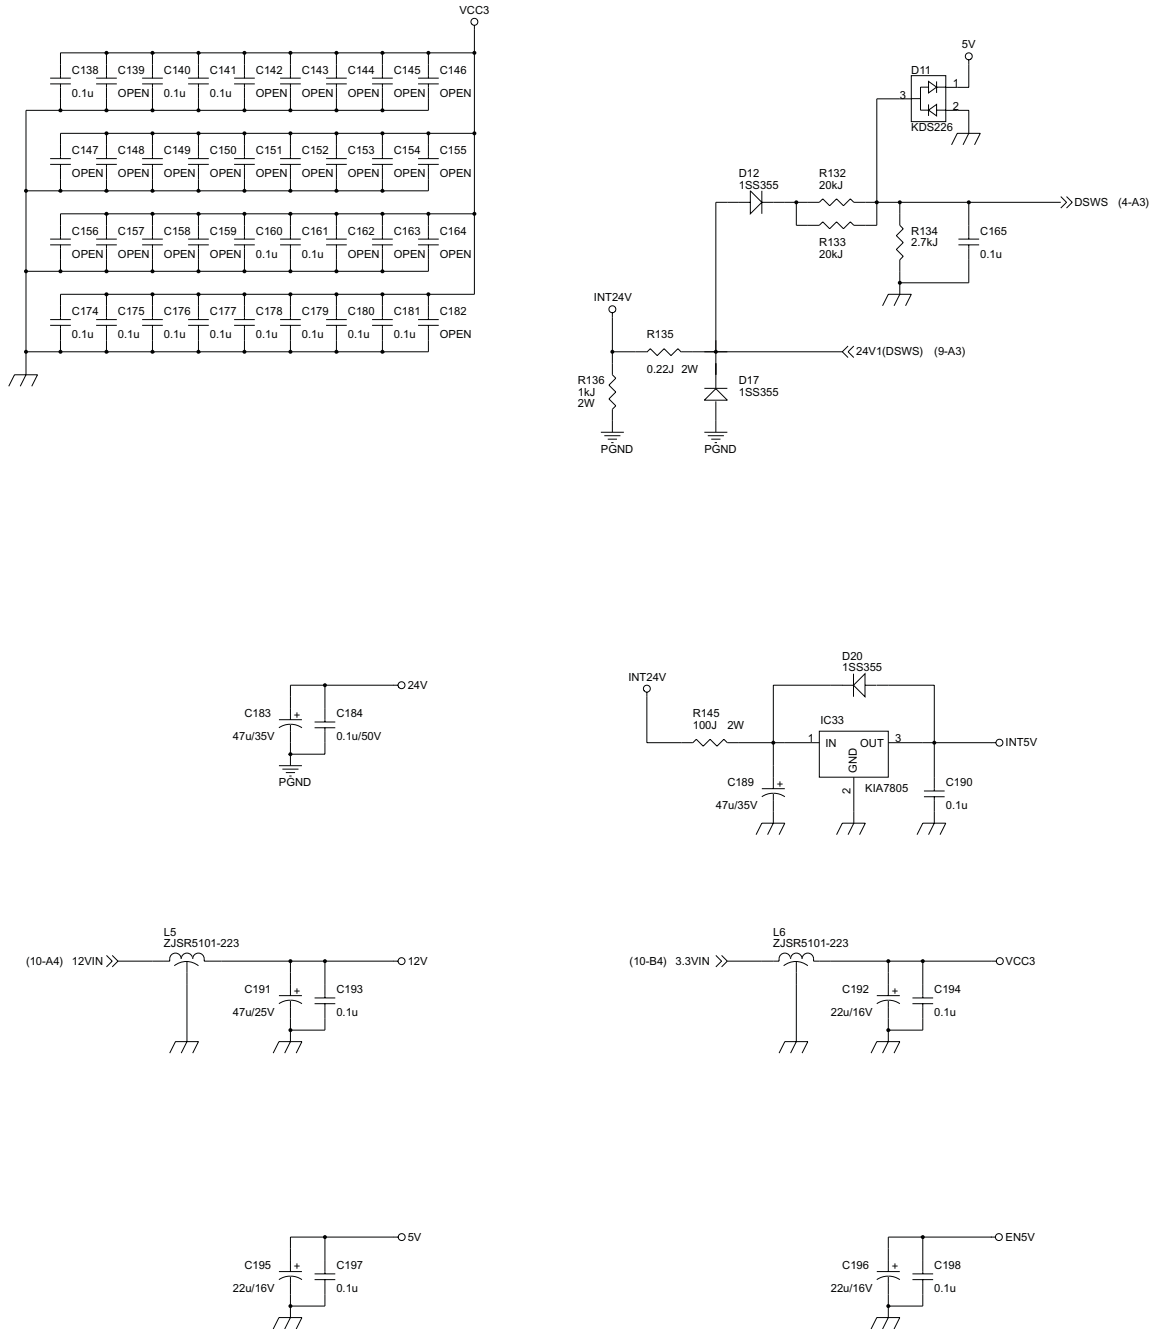 VCC3
C138 C139 C140 C141 C142 C143 C144 C145 C146
0.1u OPEN 0.1u 0.1u OPEN OPEN OPEN OPEN OPEN
C147 C148 C149 C150 C151 C152 C153 C154 C155
OPEN OPEN OPEN OPEN OPEN OPEN OPEN OPEN OPEN
C156 C157 C158 C159 C160 C161 C162 C163 C164
OPEN OPEN OPEN OPEN 0.1u 0.1u OPEN OPEN OPEN
C174 C175 C176 C177 C178 C179 C180 C181 C182
0.1u 0.1u 0.1u 0.1u 0.1u 0.1u 0.1u 0.1u OPEN
5V
D11
1
3
2
KDS226
D12
1SS355
R132
20kJ
DSWS (4-A3)
R133
20kJ
R134
2.7kJ
C165
0.1u
INT24V
R135
0.22J 2W
24V1(DSWS) (9-A3)
R136
1kJ
2W
D17
1SS355
PGND
PGND
24V
C183
47u/35V
+
C184
0.1u/50V
PGND
D20
1SS355
INT24V
R145
100J 2W
IC33
1 IN OUT 3
GND
2
KIA7805
INT5V
C189
47u/35V
+
C190
0.1u
L5
ZJSR5101-223
(10-A4) 12VIN
12V
C191
47u/25V
+
C193
0.1u
L6
ZJSR5101-223
(10-B4) 3.3VIN
VCC3
C192
22u/16V
+
C194
0.1u
5V
C195
22u/16V
+
C197
0.1u
EN5V
C196
22u/16V
+
C198
0.1u